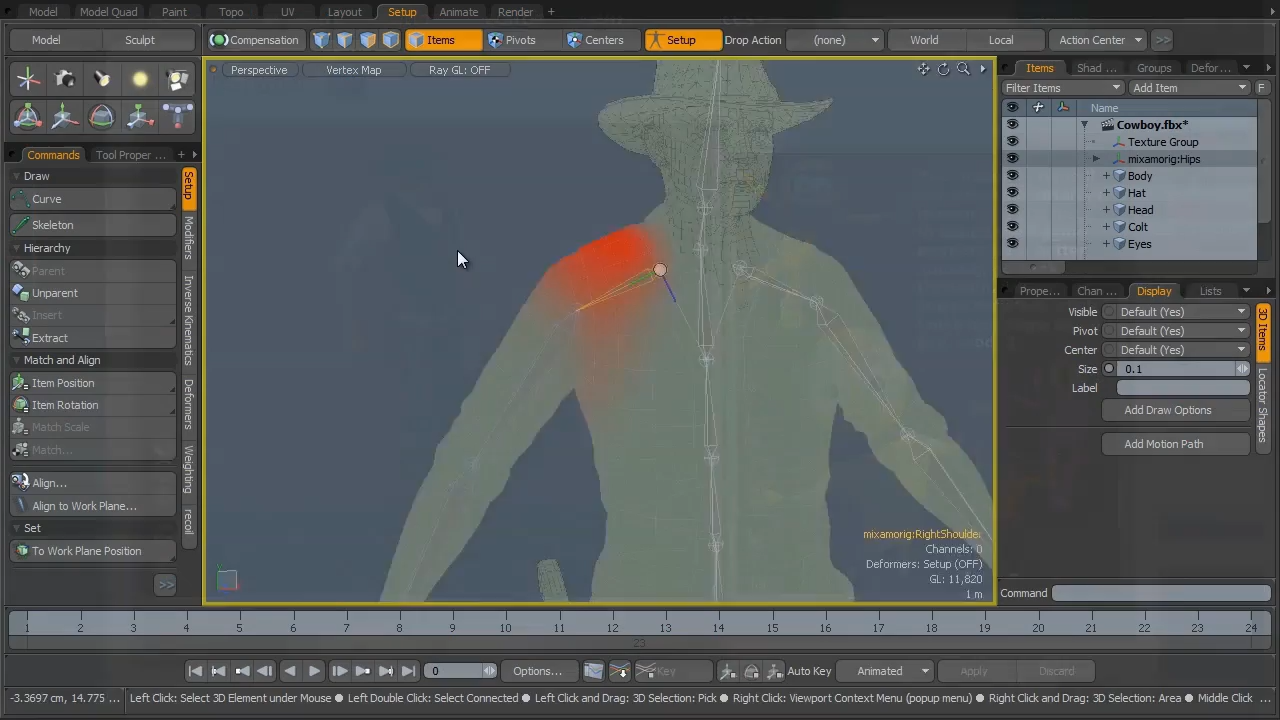 Model Model Quad Paint Topo UV Layout Setup Animate Render +
Model Sculpt Compensation Items Pivots Centers Setup Drop Action (none) World Local Action Center >>
Perspective Vertex Map Ray GL: OFF
Items Shad ... Groups Defor...
Filter Items Add Item F
Name
Cowboy.fbx*
Texture Group
mixamorig:Hips
Body
Hat
Head
Colt
Eyes
Commands Tool Proper ... +
Draw
Curve
Skeleton
Hierarchy
Parent
Unparent
Insert
Extract
Match and Align
Item Position
Item Rotation
Match Scale
Match...
Align...
Align to Work Plane...
Set
To Work Plane Position
>>
Setup
Modifiers
Inverse Kinematics
Deformers
Weighting
recoil
Prope... Chan ... Display Lists
Visible Default (Yes)
Pivot Default (Yes)
Center Default (Yes)
Size 0.1
Label
Add Draw Options
Add Motion Path
3D Items
Locator Shapes
mixamorig:RightShoulder
Channels: 0
Deformers: Setup (OFF)
GL: 11,820
1 m
Command
1 2 3 4 5 6 7 8 9 10 11 12 13 14 15 16 17 18 19 20 21 22 23 24
23
0 Options... Key Auto Key Animated Apply Discard
-3.3697 cm, 14.775 ... Left Click: Select 3D Element under Mouse ● Left Double Click: Select Connected ● Left Click and Drag: 3D Selection: Pick ● Right Click: Viewport Context Menu (popup menu) ● Right Click and Drag: 3D Selection: Area ● Middle Click ...